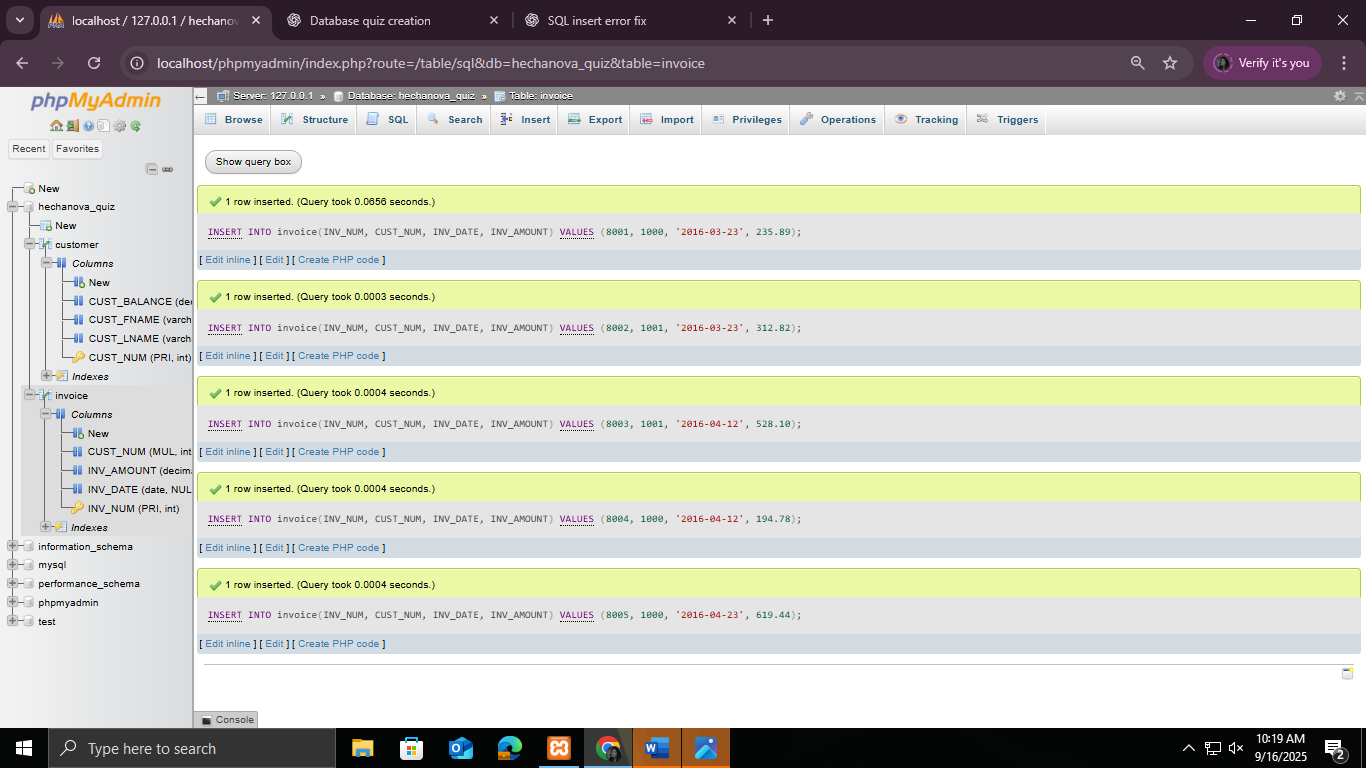 localhost / 127.0.0.1 / hechanov
Database quiz creation
SQL insert error fix
localhost/phpmyadmin/index.php?route=/table/sql&db=hechanova_quiz&table=invoice
Verify it's you
phpMyAdmin
Recent
Favorites
New
hechanova_quiz
New
customer
Columns
New
CUST_BALANCE (de
CUST_FNAME (varch
CUST_LNAME (varch
CUST_NUM (PRI, int)
Indexes
invoice
Columns
New
CUST_NUM (MUL, int
INV_AMOUNT (decim
INV_DATE (date, NUL
INV_NUM (PRI, int)
Indexes
information_schema
mysql
performance_schema
phpmyadmin
test
Server: 127.0.0.1 » Database: hechanova_quiz » Table: invoice
Browse Structure SQL Search Insert Export Import Privileges Operations Tracking Triggers
Show query box
1 row inserted. (Query took 0.0656 seconds.)
INSERT INTO invoice(INV_NUM, CUST_NUM, INV_DATE, INV_AMOUNT) VALUES (8001, 1000, '2016-03-23', 235.89);
[ Edit inline ] [ Edit ] [ Create PHP code ]
1 row inserted. (Query took 0.0003 seconds.)
INSERT INTO invoice(INV_NUM, CUST_NUM, INV_DATE, INV_AMOUNT) VALUES (8002, 1001, '2016-03-23', 312.82);
[ Edit inline ] [ Edit ] [ Create PHP code ]
1 row inserted. (Query took 0.0004 seconds.)
INSERT INTO invoice(INV_NUM, CUST_NUM, INV_DATE, INV_AMOUNT) VALUES (8003, 1001, '2016-04-12', 528.10);
[ Edit inline ] [ Edit ] [ Create PHP code ]
1 row inserted. (Query took 0.0004 seconds.)
INSERT INTO invoice(INV_NUM, CUST_NUM, INV_DATE, INV_AMOUNT) VALUES (8004, 1000, '2016-04-12', 194.78);
[ Edit inline ] [ Edit ] [ Create PHP code ]
1 row inserted. (Query took 0.0004 seconds.)
INSERT INTO invoice(INV_NUM, CUST_NUM, INV_DATE, INV_AMOUNT) VALUES (8005, 1000, '2016-04-23', 619.44);
[ Edit inline ] [ Edit ] [ Create PHP code ]
Console
Type here to search
10:19 AM
9/16/2025
2